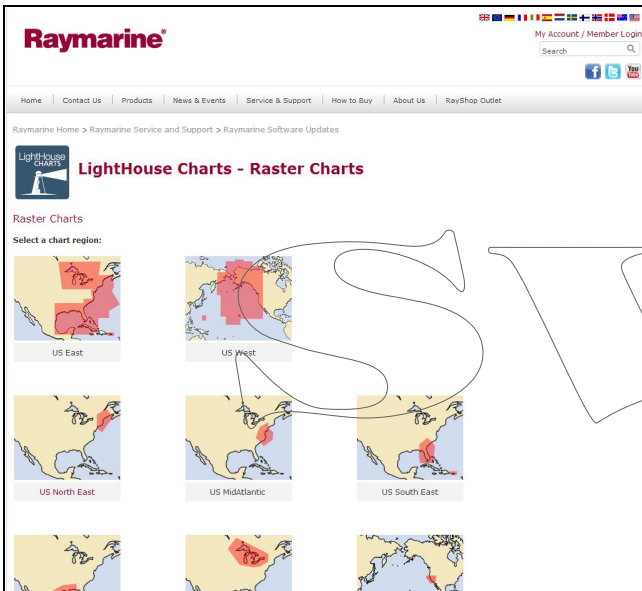 Raymarine®
My Account / Member Login
Search
Home | Contact Us | Products | News & Events | Service & Support | How to Buy | About Us | RayShop Outlet
Raymarine Home > Raymarine Service and Support > Raymarine Software Updates
LightHouse
CHARTS
LightHouse Charts - Raster Charts
Raster Charts
Select a chart region:
US East
US West
US North East
US MidAtlantic
US South East